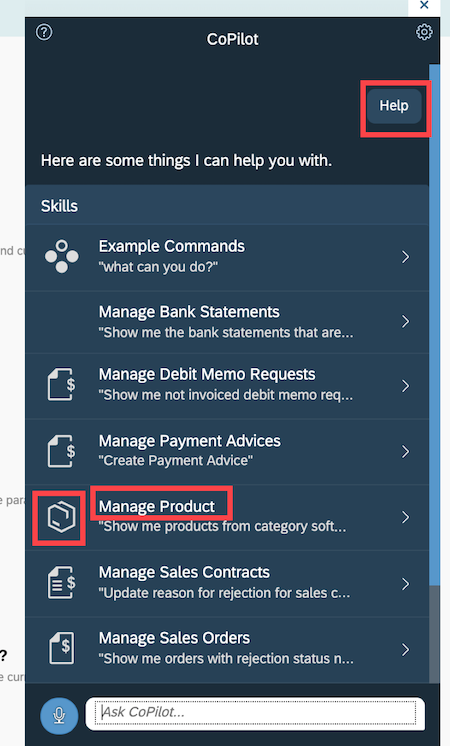 CoPilot
Help
Here are some things I can help you with.
Skills
Example Commands
"what can you do?"
Manage Bank Statements
"Show me the bank statements that are...
Manage Debit Memo Requests
"Show me not invoiced debit memo req...
$
Manage Payment Advices
"Create Payment Advice"
$
Manage Product
"Show me products from category soft...
Manage Sales Contracts
"Update reason for rejection for sales c...
$
Manage Sales Orders
"Show me orders with rejection status n...
$
Ask CoPilot...